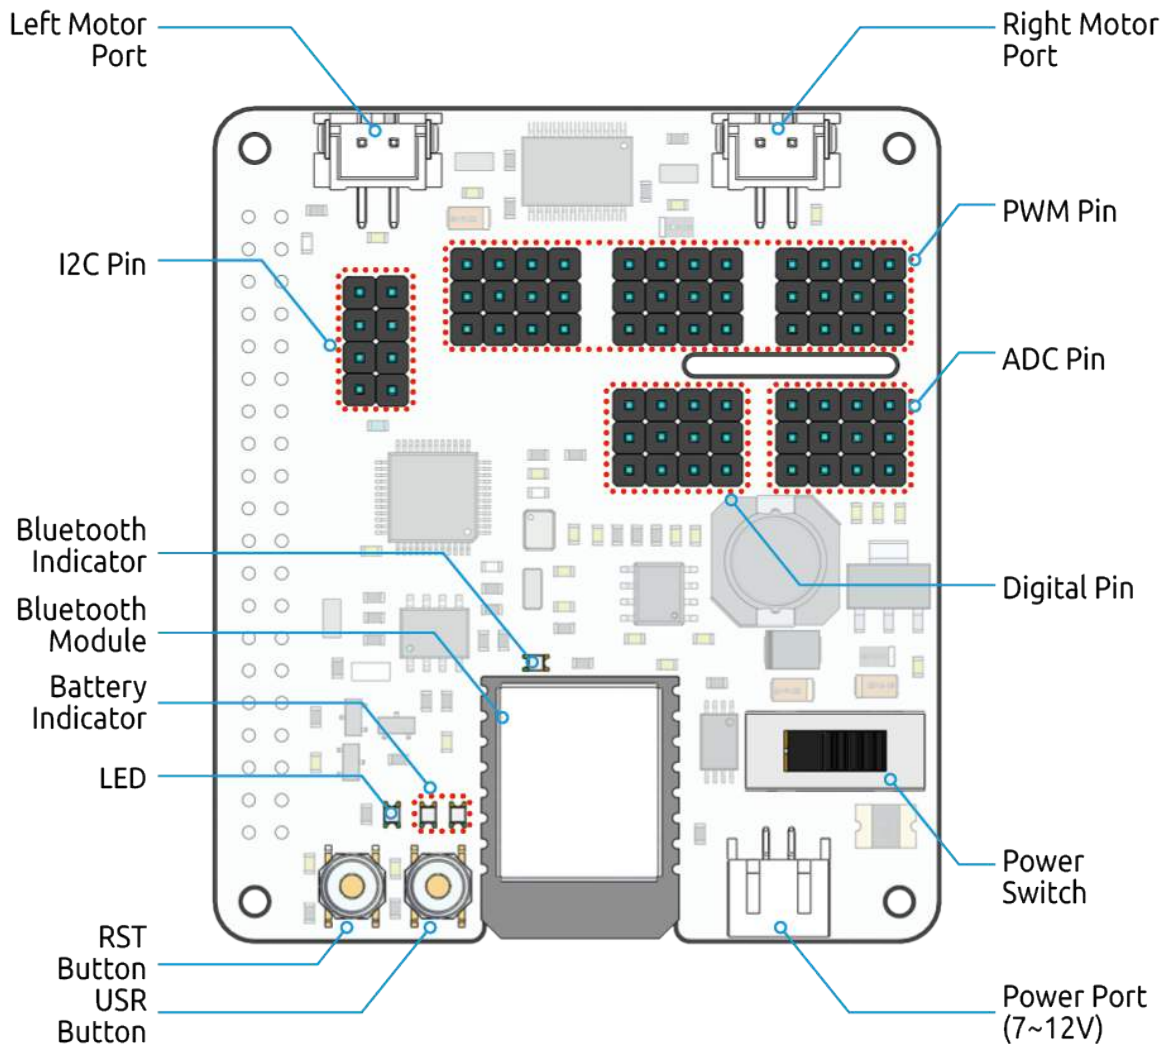 Left Motor
Port
Right Motor
Port
PWM Pin
I2C Pin
ADC Pin
Bluetooth
Indicator
Digital Pin
Bluetooth
Module
Battery
Indicator
LED
Power
Switch
RST
Button
USR
Button
Power Port
(7~12V)